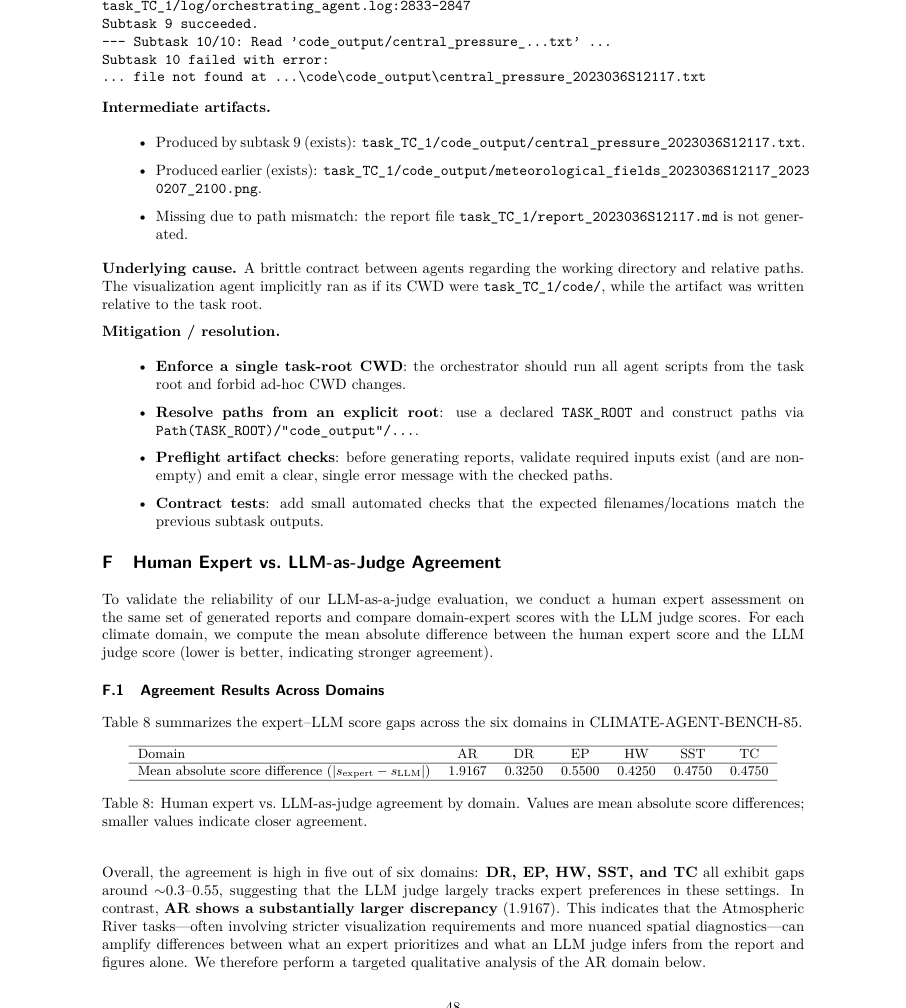 task_TC_1/log/orchestrating_agent.log:2833-2847
Subtask 9 succeeded.
--- Subtask 10/10: Read ’code_output/central_pressure_...txt’ ...
Subtask 10 failed with error:
... file not found at ...\code\code_output\central_pressure_2023036S12117.txt
Intermediate artifacts.
• Produced by subtask 9 (exists): task_TC_1/code_output/central_pressure_2023036S12117.txt.
• Produced earlier (exists): task_TC_1/code_output/meteorological_fields_2023036S12117_2023
0207_2100.png.
• Missing due to path mismatch: the report file task_TC_1/report_2023036S12117.md is not gener-
ated.
Underlying cause. A brittle contract between agents regarding the working directory and relative paths.
The visualization agent implicitly ran as if its CWD were task_TC_1/code/, while the artifact was written
relative to the task root.
Mitigation / resolution.
• Enforce a single task-root CWD: the orchestrator should run all agent scripts from the task
root and forbid ad-hoc CWD changes.
• Resolve paths from an explicit root: use a declared TASK_ROOT and construct paths via
Path(TASK_ROOT)/"code_output"/....
• Preflight artifact checks: before generating reports, validate required inputs exist (and are non-
empty) and emit a clear, single error message with the checked paths.
• Contract tests: add small automated checks that the expected filenames/locations match the
previous subtask outputs.
F Human Expert vs. LLM-as-Judge Agreement
To validate the reliability of our LLM-as-a-judge evaluation, we conduct a human expert assessment on
the same set of generated reports and compare domain-expert scores with the LLM judge scores. For each
climate domain, we compute the mean absolute difference between the human expert score and the LLM
judge score (lower is better, indicating stronger agreement).
F.1 Agreement Results Across Domains
Table 8 summarizes the expert–LLM score gaps across the six domains in CLIMATE-AGENT-BENCH-85.
Domain AR DR EP HW SST TC
Mean absolute score difference (|sexpert − sLLM|) 1.9167 0.3250 0.5500 0.4250 0.4750 0.4750
Table 8: Human expert vs. LLM-as-judge agreement by domain. Values are mean absolute score differences;
smaller values indicate closer agreement.
Overall, the agreement is high in five out of six domains: DR, EP, HW, SST, and TC all exhibit gaps
around ∼0.3–0.55, suggesting that the LLM judge largely tracks expert preferences in these settings. In
contrast, AR shows a substantially larger discrepancy (1.9167). This indicates that the Atmospheric
River tasks—often involving stricter visualization requirements and more nuanced spatial diagnostics—can
amplify differences between what an expert prioritizes and what an LLM judge infers from the report and
figures alone. We therefore perform a targeted qualitative analysis of the AR domain below.
48